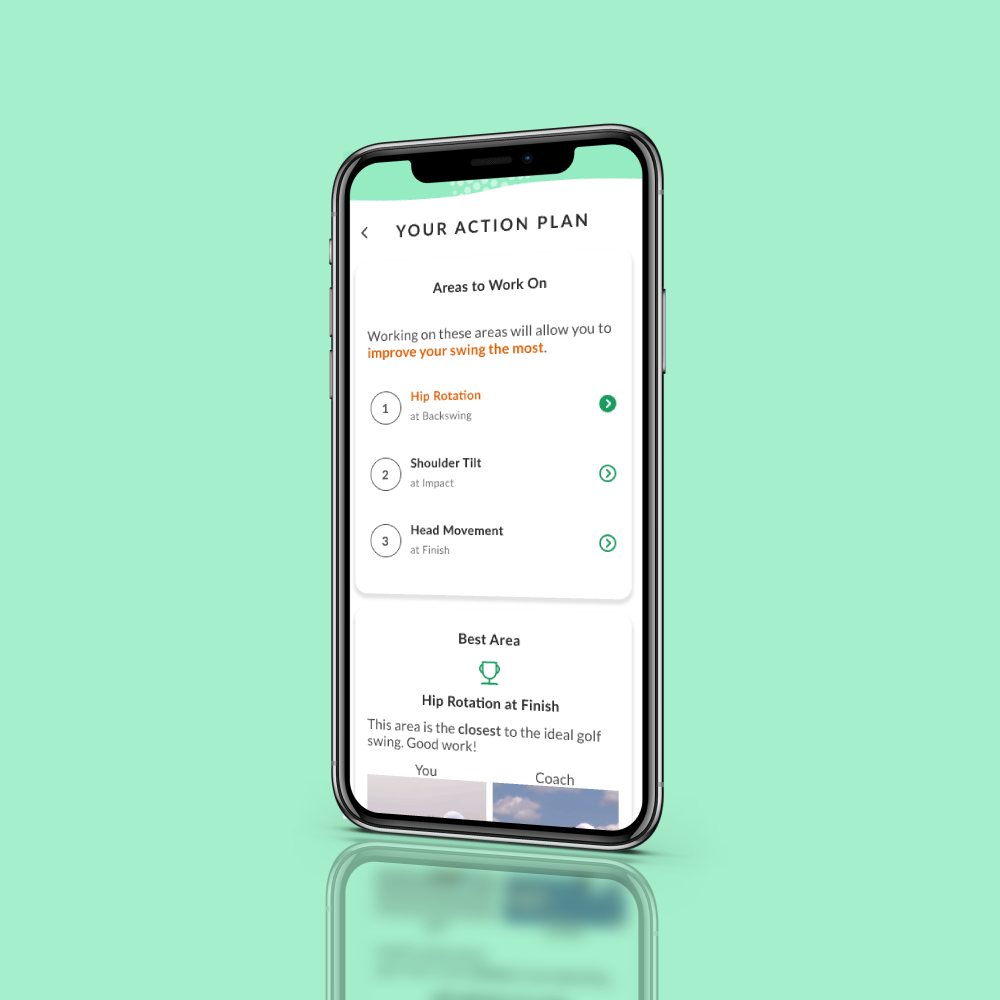 YOUR ACTION PLAN
Areas to Work On
Working on these areas will allow you to
improve your swing the most.
1
Hip Rotation
at Backswing
2
Shoulder Tilt
at Impact
3
Head Movement
at Finish
Best Area
Hip Rotation at Finish
This area is the closest to the ideal golf
swing. Good work!
You
Coach